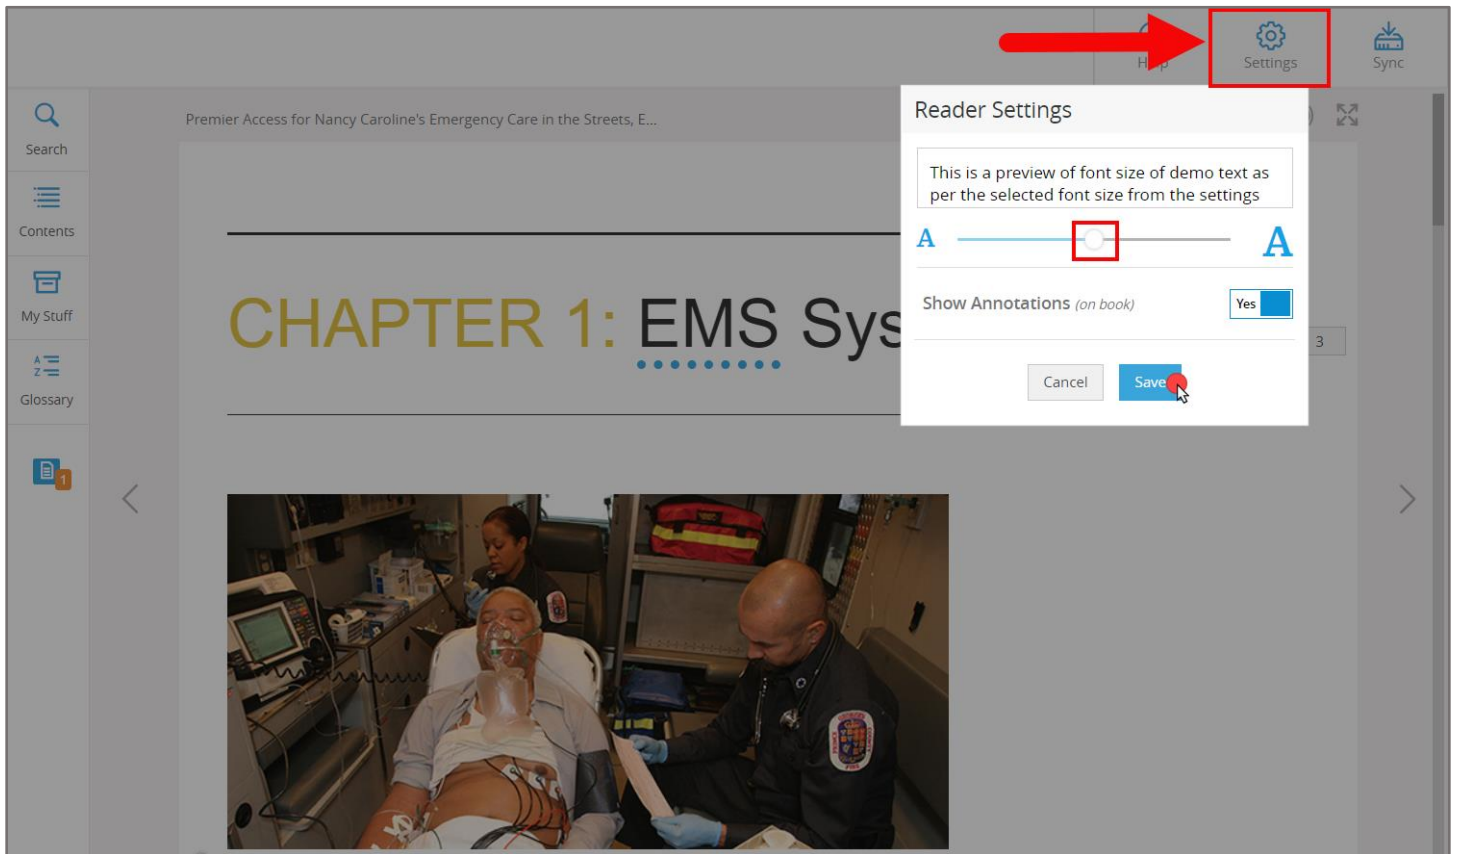 Help
Settings
Sync
Search
Contents
My Stuff
A
Z
Glossary
1
Premier Access for Nancy Caroline's Emergency Care in the Streets, E...
CHAPTER 1: EMS Sys
3
Reader Settings
This is a preview of font size of demo text as
per the selected font size from the settings
A
A
Show Annotations (on book)
Yes
Cancel
Save